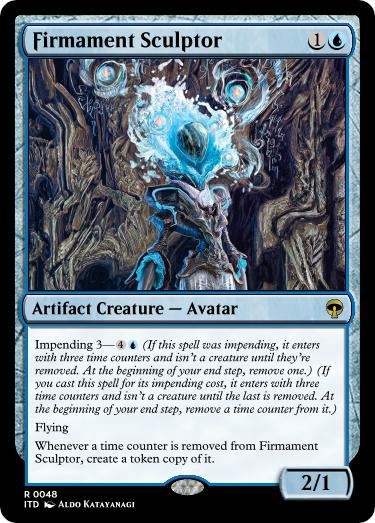 Firmament Sculptor 1
Artifact Creature — Avatar
Impending 3—4 (If this spell was impending, it enters
with three time counters and isn't a creature until they're
removed. At the beginning of your end step, remove one.) (If
you cast this spell for its impending cost, it enters with three
time counters and isn't a creature until the last is removed. At
the beginning of your end step, remove a time counter from it.)
Flying
Whenever a time counter is removed from Firmament
Sculptor, create a token copy of it.
2/1
R 0048
ITD Aldo Katayanagi